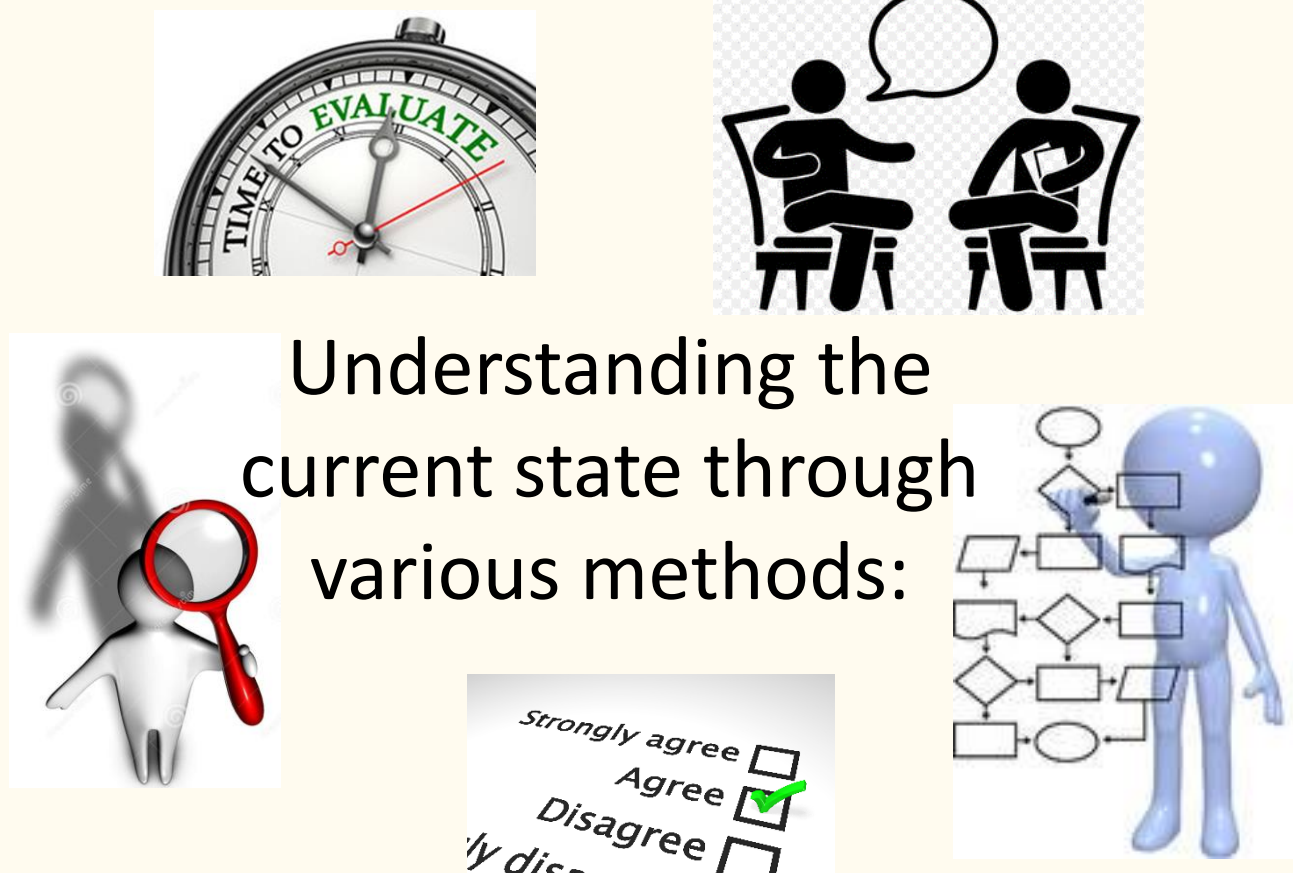 TIME TO EVALUATE
Understanding the
current state through
various methods:
Strongly agree
Agree
Disagree